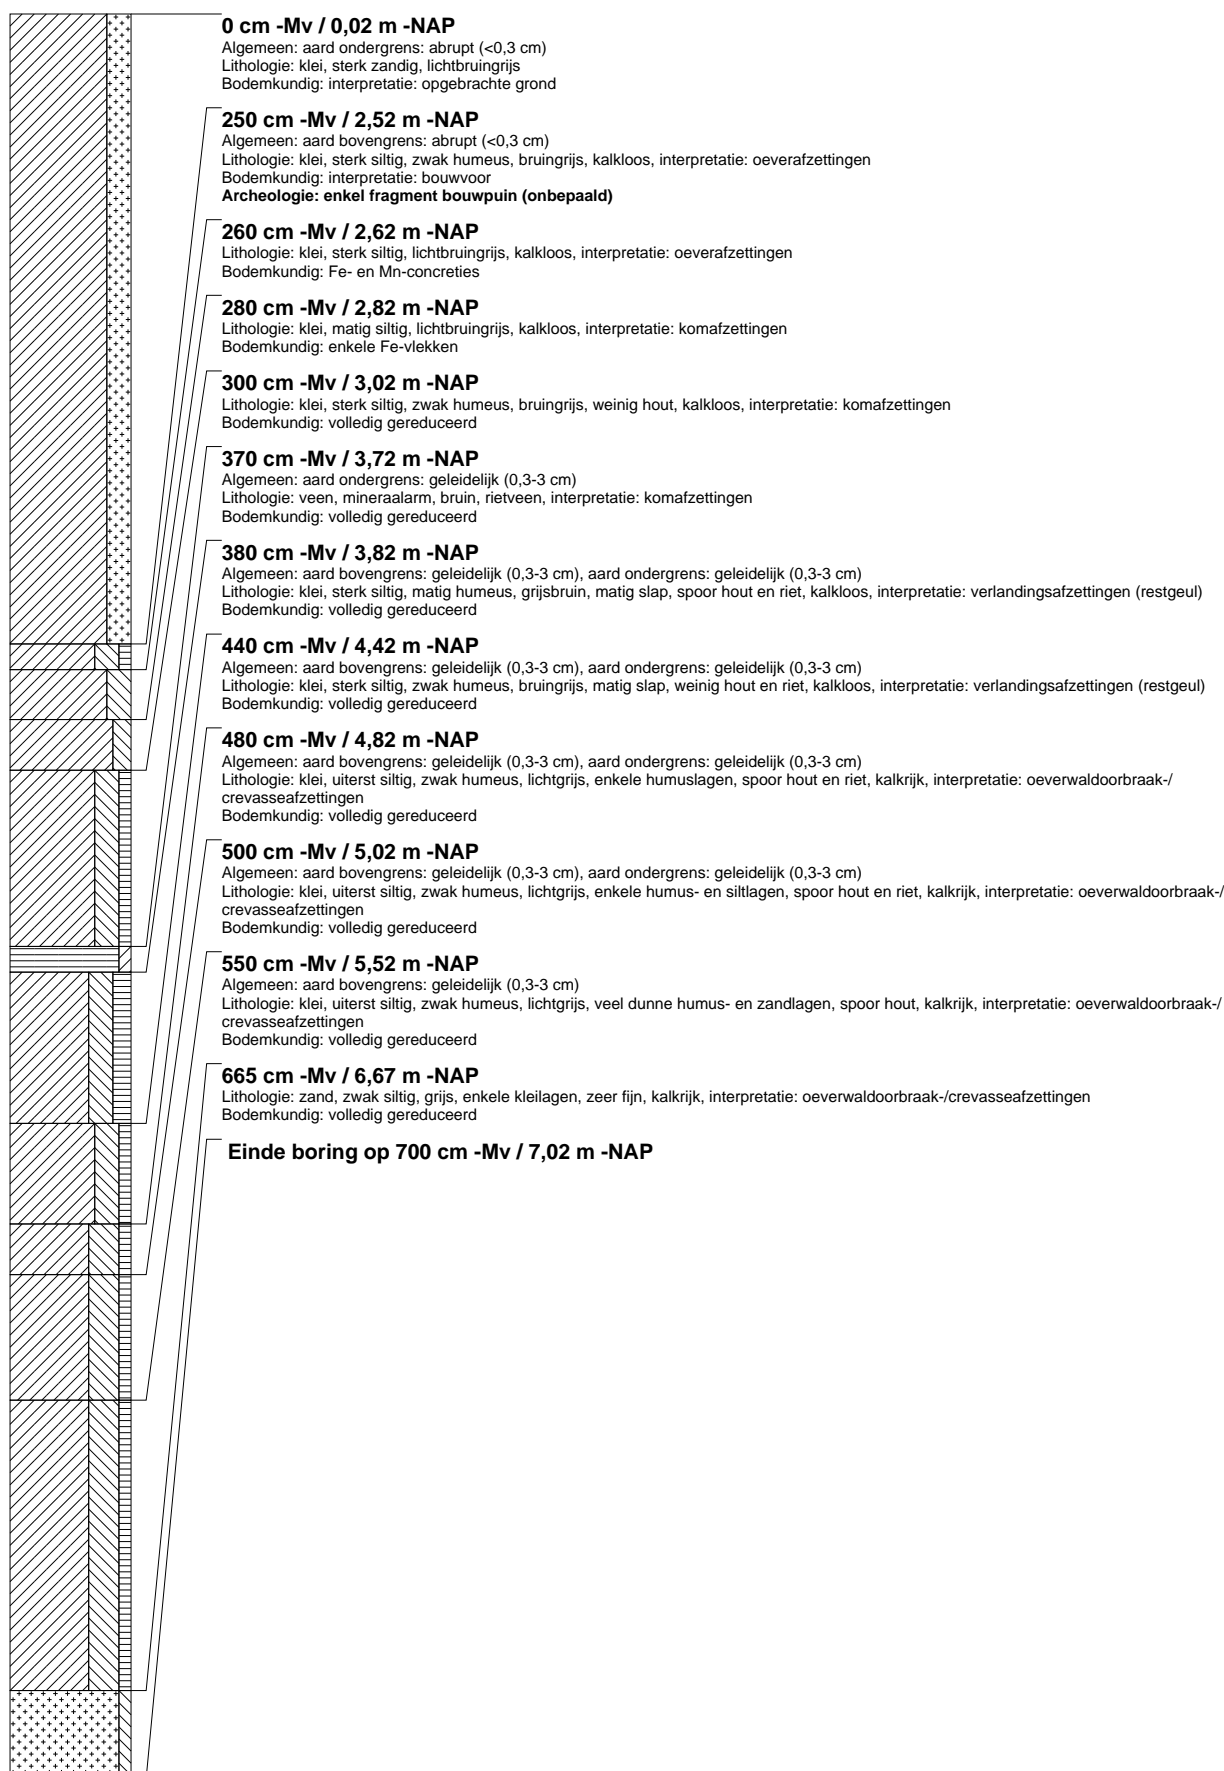 0 cm -Mv / 0,02 m -NAP
Algemeen: aard ondergrens: abrupt (<0,3 cm)
Lithologie: klei, sterk zandig, lichtbruingrijs
Bodemkundig: interpretatie: opgebrachte grond
250 cm -Mv / 2,52 m -NAP
Algemeen: aard bovengrens: abrupt (<0,3 cm)
Lithologie: klei, sterk siltig, zwak humeus, bruingrijs, kalkloos, interpretatie: oeverafzettingen
Bodemkundig: interpretatie: bouwvoor
Archeologie: enkel fragment bouwpuin (onbepaald)
260 cm -Mv / 2,62 m -NAP
Lithologie: klei, sterk siltig, lichtbruingrijs, kalkloos, interpretatie: oeverafzettingen
Bodemkundig: Fe- en Mn-concreties
280 cm -Mv / 2,82 m -NAP
Lithologie: klei, matig siltig, lichtbruingrijs, kalkloos, interpretatie: komafzettingen
Bodemkundig: enkele Fe-vlekken
300 cm -Mv / 3,02 m -NAP
Lithologie: klei, sterk siltig, zwak humeus, bruingrijs, weinig hout, kalkloos, interpretatie: komafzettingen
Bodemkundig: volledig gereduceerd
370 cm -Mv / 3,72 m -NAP
Algemeen: aard ondergrens: geleidelijk (0,3-3 cm)
Lithologie: veen, mineraalarm, bruin, rietveen, interpretatie: komafzettingen
Bodemkundig: volledig gereduceerd
380 cm -Mv / 3,82 m -NAP
Algemeen: aard bovengrens: geleidelijk (0,3-3 cm), aard ondergrens: geleidelijk (0,3-3 cm)
Lithologie: klei, sterk siltig, matig humeus, grijsbruin, matig slap, spoor hout en riet, kalkloos, interpretatie: verlandingsafzettingen (restgeul)
Bodemkundig: volledig gereduceerd
440 cm -Mv / 4,42 m -NAP
Algemeen: aard bovengrens: geleidelijk (0,3-3 cm), aard ondergrens: geleidelijk (0,3-3 cm)
Lithologie: klei, sterk siltig, zwak humeus, bruingrijs, matig slap, weinig hout en riet, kalkloos, interpretatie: verlandingsafzettingen (restgeul)
Bodemkundig: volledig gereduceerd
480 cm -Mv / 4,82 m -NAP
Algemeen: aard bovengrens: geleidelijk (0,3-3 cm), aard ondergrens: geleidelijk (0,3-3 cm)
Lithologie: klei, uiterst siltig, zwak humeus, lichtgrijs, enkele humuslagen, spoor hout en riet, kalkrijk, interpretatie: oeverwaldoorbraak-/
crevasseafzettingen
Bodemkundig: volledig gereduceerd
500 cm -Mv / 5,02 m -NAP
Algemeen: aard bovengrens: geleidelijk (0,3-3 cm), aard ondergrens: geleidelijk (0,3-3 cm)
Lithologie: klei, uiterst siltig, zwak humeus, lichtgrijs, enkele humus- en siltlagen, spoor hout en riet, kalkrijk, interpretatie: oeverwaldoorbraak-/
crevasseafzettingen
Bodemkundig: volledig gereduceerd
550 cm -Mv / 5,52 m -NAP
Algemeen: aard bovengrens: geleidelijk (0,3-3 cm)
Lithologie: klei, uiterst siltig, zwak humeus, lichtgrijs, veel dunne humus- en zandlagen, spoor hout, kalkrijk, interpretatie: oeverwaldoorbraak-/
crevasseafzettingen
Bodemkundig: volledig gereduceerd
665 cm -Mv / 6,67 m -NAP
Lithologie: zand, zwak siltig, grijs, enkele kleilagen, zeer fijn, kalkrijk, interpretatie: oeverwaldoorbraak-/crevasseafzettingen
Bodemkundig: volledig gereduceerd
Einde boring op 700 cm -Mv / 7,02 m -NAP